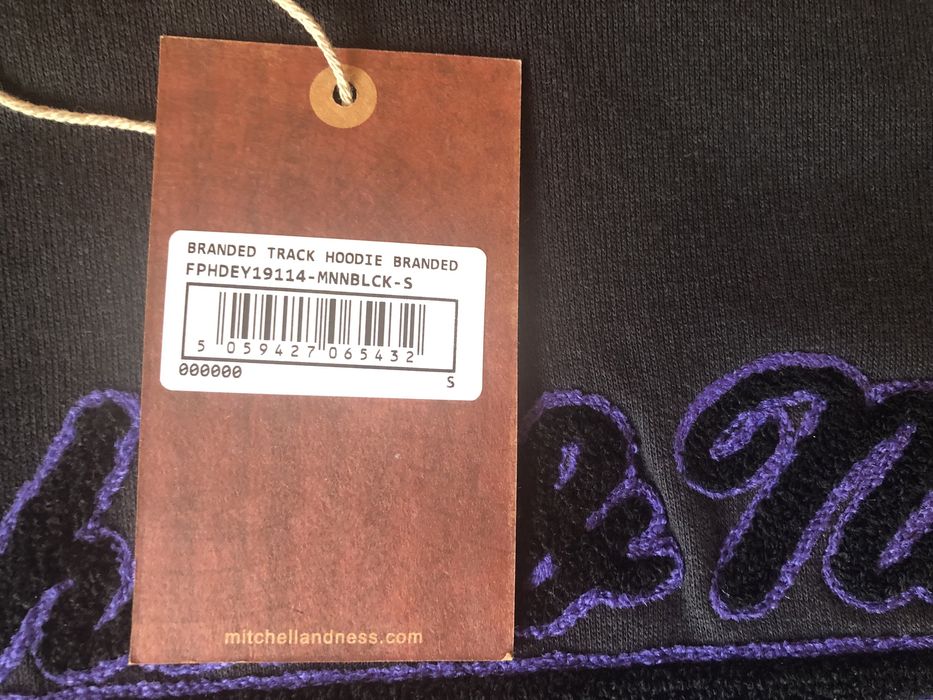 BRANDED TRACK HOODIE BRANDED
FPHDEY19114-MNNBLCK-S
5 059427 065432
000000
S
mitchellandness.com